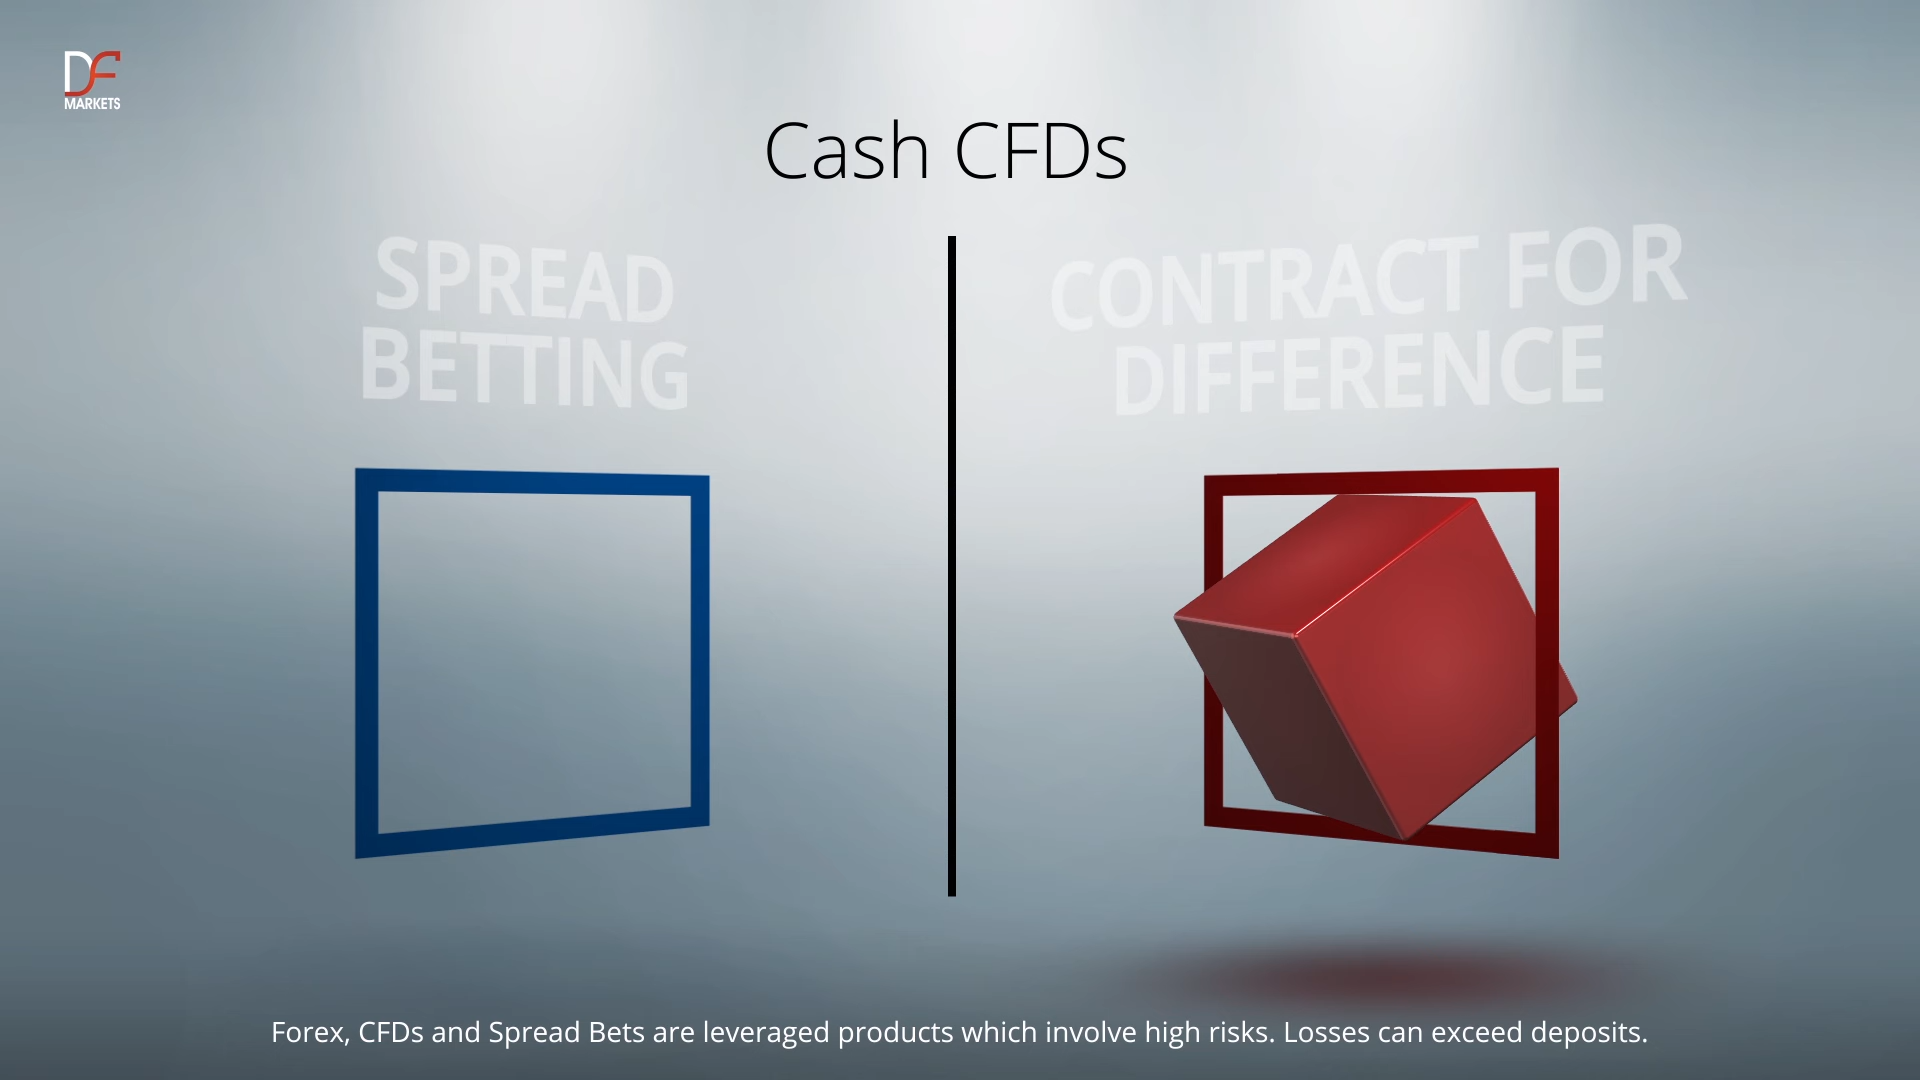 DF
MARKETS
Cash CFDs
SPREAD
BETTING
CONTRACT FOR
DIFFERENCE
Forex, CFDs and Spread Bets are leveraged products which involve high risks. Losses can exceed deposits.